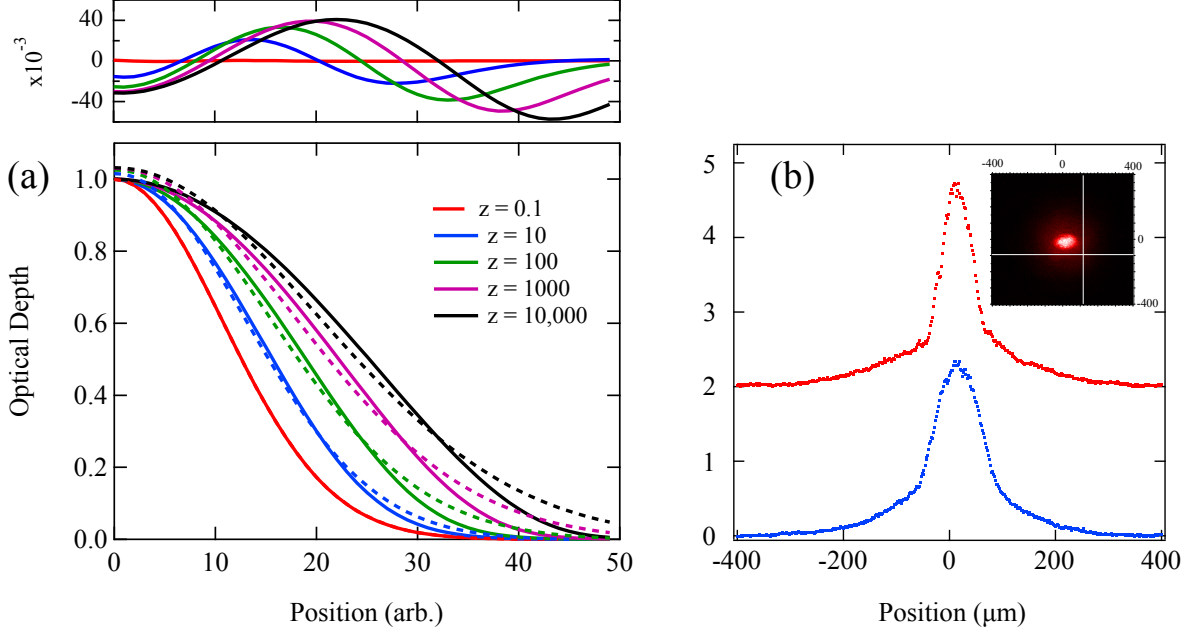 x10⁻³
40
0
-40
(a)
Optical Depth
1.0
0.8
0.6
0.4
0.2
0.0
z = 0.1
z = 10
z = 100
z = 1000
z = 10,000
0 10 20 30 40 50
Position (arb.)
(b)
5
4
3
2
1
0
-400 0 400
-400
0
400
-400
-400 -200 0 200 400
Position (μm)